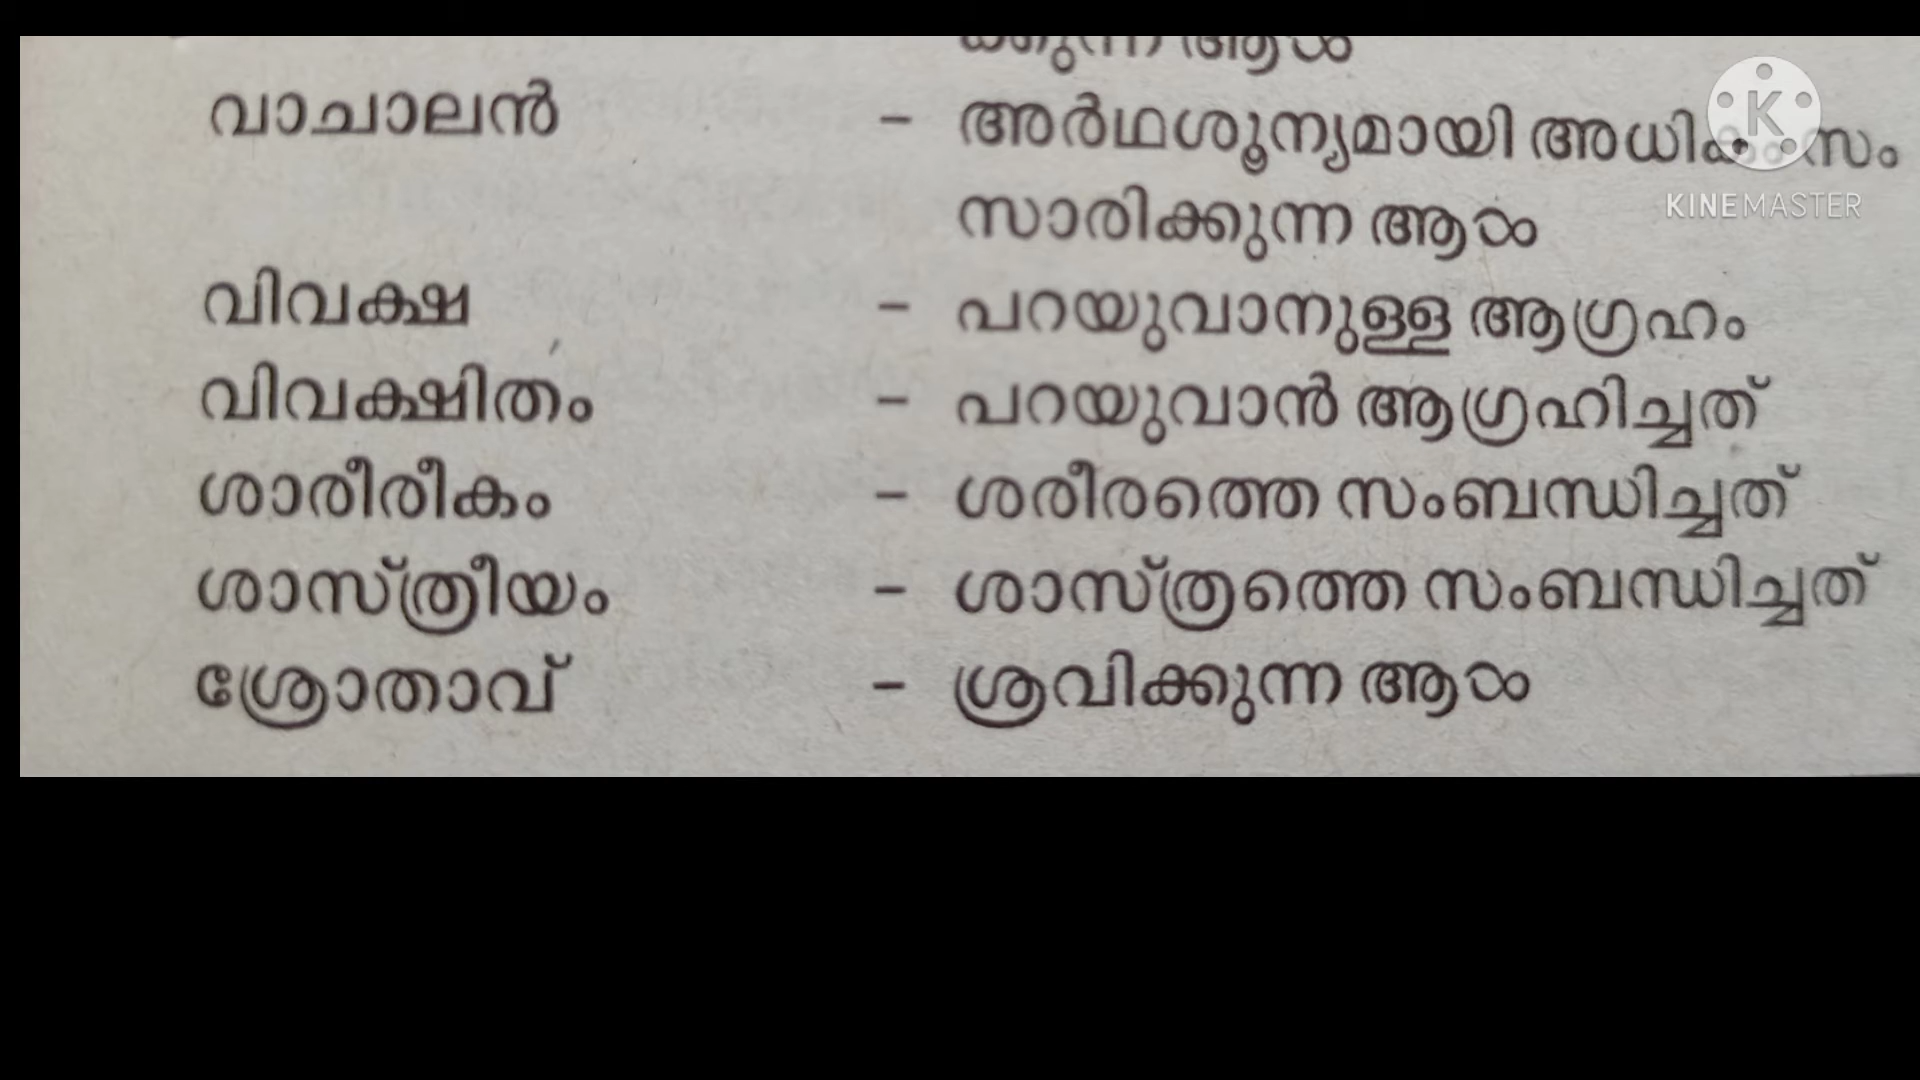 ക്കുന്ന ആൾ
വാചാലൻ - അർഥശൂന്യമായി അധികം സം
സാരിക്കുന്ന ആൾ
വിവക്ഷ - പറയുവാനുള്ള ആഗ്രഹം
വിവക്ഷിതം - പറയുവാൻ ആഗ്രഹിച്ചത്
ശാരീരീകം - ശരീരത്തെ സംബന്ധിച്ചത്
ശാസ്ത്രീയം - ശാസ്ത്രത്തെ സംബന്ധിച്ചത്
ശ്രോതാവ് - ശ്രവിക്കുന്ന ആൾ
K
KINEMASTER